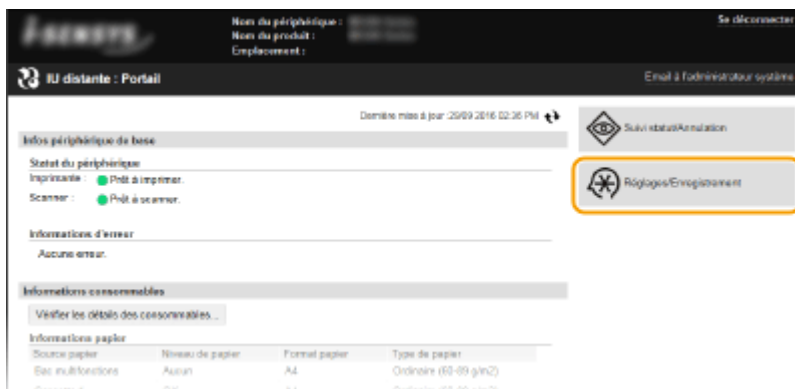 i-SENSYS
Nom du périphérique :
Nom du produit :
Emplacement :
Se déconnecter
IU distante : Portail
Email à l'administrateur système
Dernière mise à jour :29/09 2016 02:36 PM
Infos périphérique de base
Statut du périphérique
Imprimante : Prêt à imprimer.
Scanner : Prêt à scanner.
Informations d'erreur
Aucune erreur.
Informations consommables
Vérifier les détails des consommables...
Informations papier
Source papier Niveau de papier Format papier Type de papier
Bac multifonctions Aucun A4 Ordinaire (60-89 g/m2)
Suivi statut/Annulation
Réglages/Enregistrement